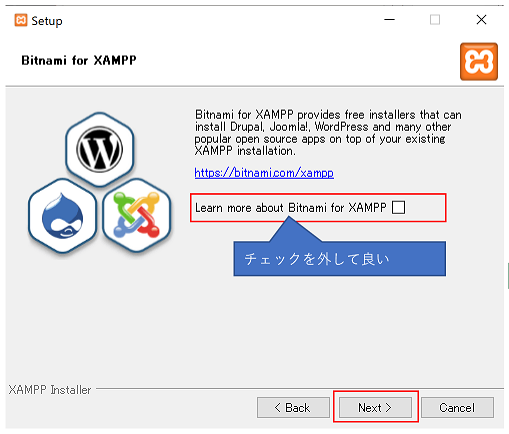 Setup
Bitnami for XAMPP
Bitnami for XAMPP provides free installers that can
install Drupal, Joomla!, WordPress and many other
popular open source apps on top of your existing
XAMPP installation.
https://bitnami.com/xampp
Learn more about Bitnami for XAMPP
チェックを外して良い
XAMPP Installer
< Back
Next >
Cancel